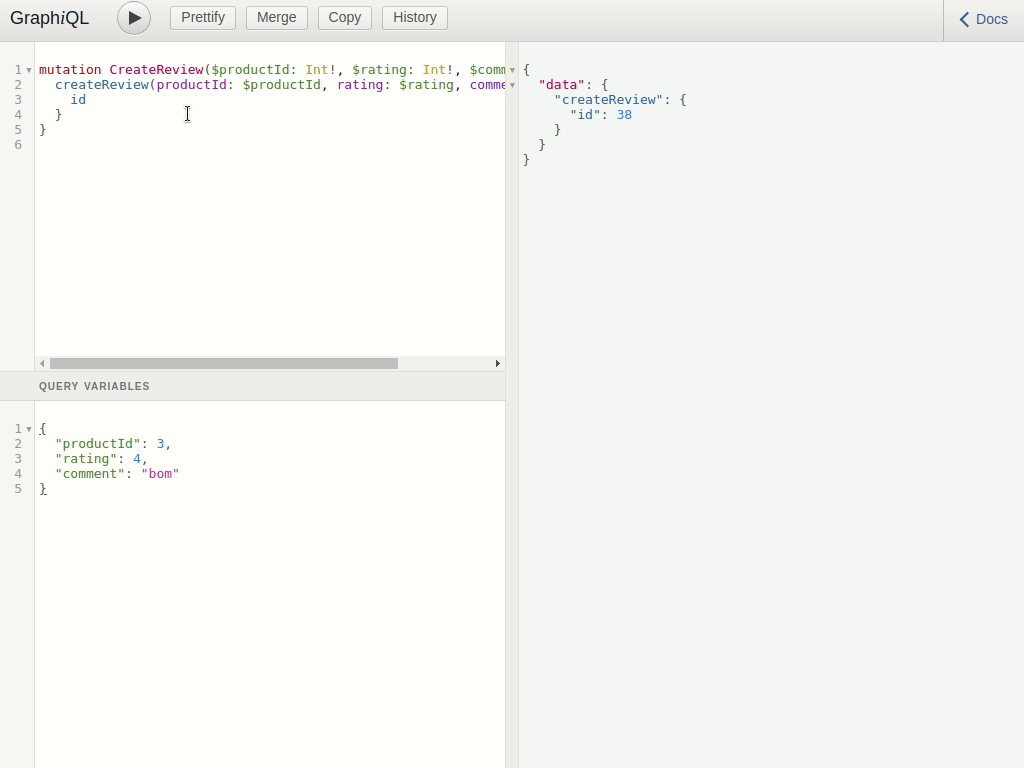 GraphiQL
Prettify
Merge
Copy
History
Docs
1 mutation CreateReview($productId: Int!, $rating: Int!, $comm
2 createReview(productId: $productId, rating: $rating, comme
3 id
4 }
5 }
6
QUERY VARIABLES
1 {
2 "productId": 3,
3 "rating": 4,
4 "comment": "bom"
5 }
{
"data": {
"createReview": {
"id": 38
}
}
}